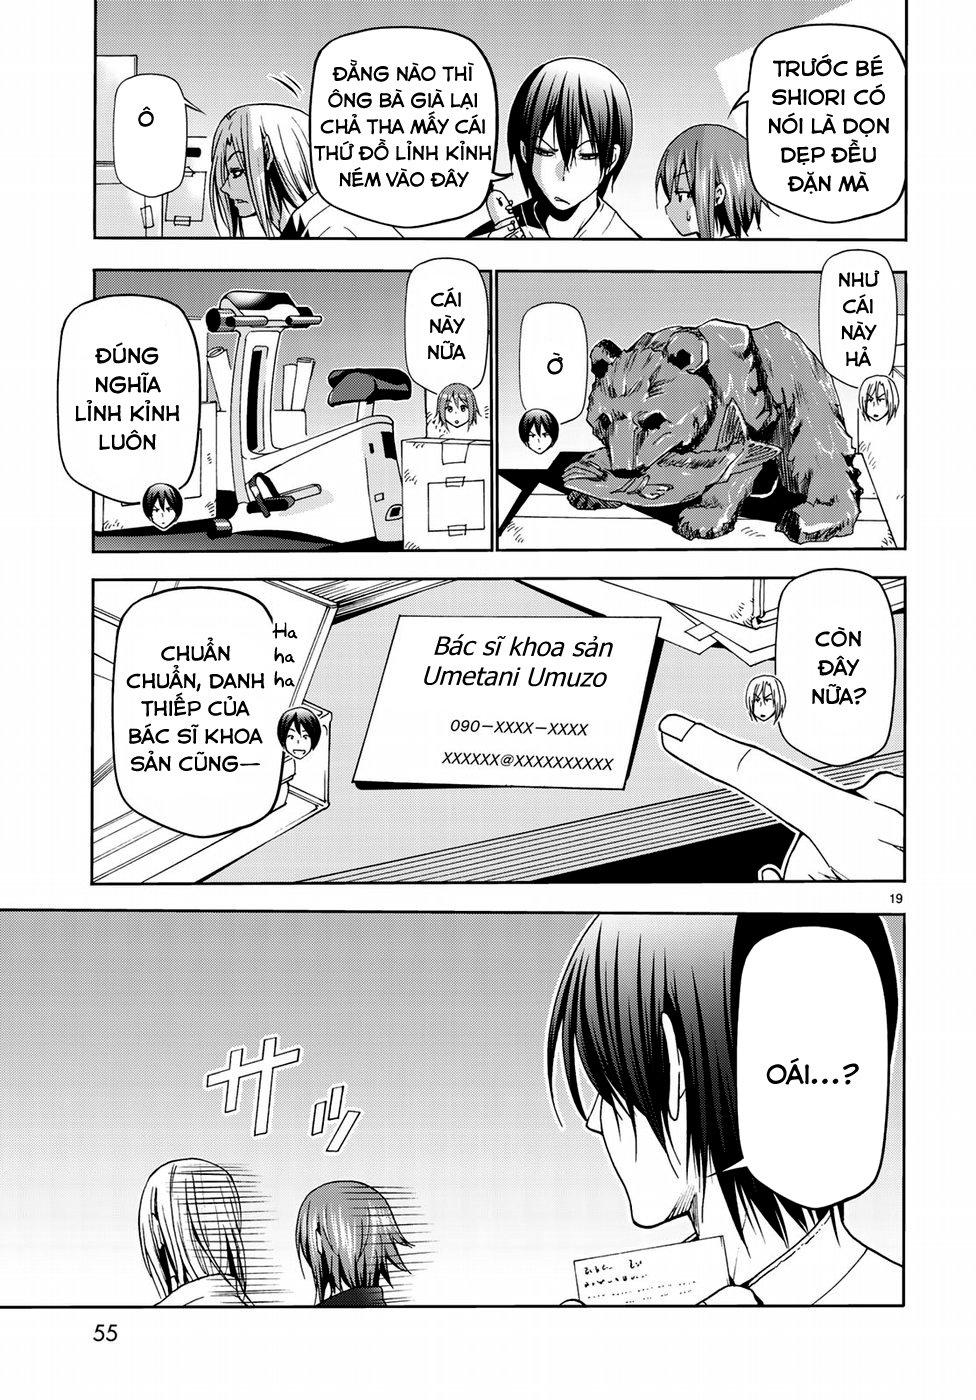 TRƯỚC BÉ
SHIORI CÓ
NÓI LÀ DỌN
DẸP ĐỀU
ĐẶN MÀ
ĐẰNG NÀO THÌ
ÔNG BÀ GIÀ LẠI
CHẢ THA MẤY CÁI
THỨ ĐỒ LỈNH KỈNH
NÉM VÀO ĐÂY
Ô
NHƯ
CÁI
NÀY
HẢ
Ờ
CÁI
NÀY
NỮA
ĐÚNG
NGHĨA
LỈNH KỈNH
LUÔN
CÒN
ĐÂY
NỮA?
Bác sĩ khoa sản
Umetani Umuzo
090-XXXX-XXXX
XXXXXX@XXXXXXXXXX
Ha
ha
ha
CHUẨN
CHUẨN, DANH
THIẾP CỦA
BÁC SĨ KHOA
SẢN CŨNG—
19
OÁI...?
サッ
55